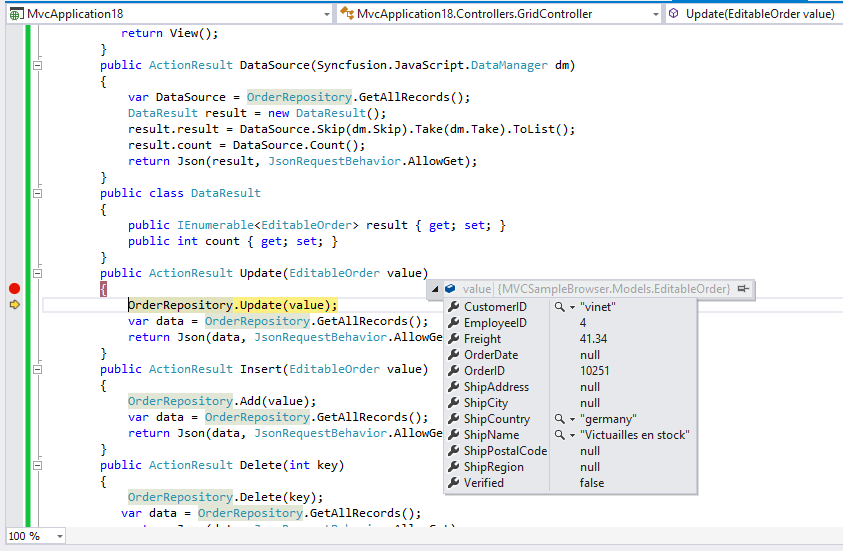 MvcApplication18 MvcApplication18.Controllers.GridController Update(EditableOrder value)
return View();
}
public ActionResult DataSource(Syncfusion.JavaScript.DataManager dm)
{
var DataSource = OrderRepository.GetAllRecords();
DataResult result = new DataResult();
result.result = DataSource.Skip(dm.Skip).Take(dm.Take).ToList();
result.count = DataSource.Count();
return Json(result, JsonRequestBehavior.AllowGet);
}
public class DataResult
{
public IEnumerable<EditableOrder> result { get; set; }
public int count { get; set; }
}
public ActionResult Update(EditableOrder value)
{
OrderRepository.Update(value);
var data = OrderRepository.GetAllRecords();
return Json(data, JsonRequestBehavior.AllowGe
}
public ActionResult Insert(EditableOrder value)
{
OrderRepository.Add(value);
var data = OrderRepository.GetAllRecords();
return Json(data, JsonRequestBehavior.AllowGe
}
public ActionResult Delete(int key)
{
OrderRepository.Delete(key);
var data = OrderRepository.GetAllRecords();
value {MVCSampleBrowser.Models.EditableOrder}
CustomerID "vinet"
EmployeeID 4
Freight 41.34
OrderDate null
OrderID 10251
ShipAddress null
ShipCity null
ShipCountry "germany"
ShipName "Victuailles en stock"
ShipPostalCode null
ShipRegion null
Verified false
100 %